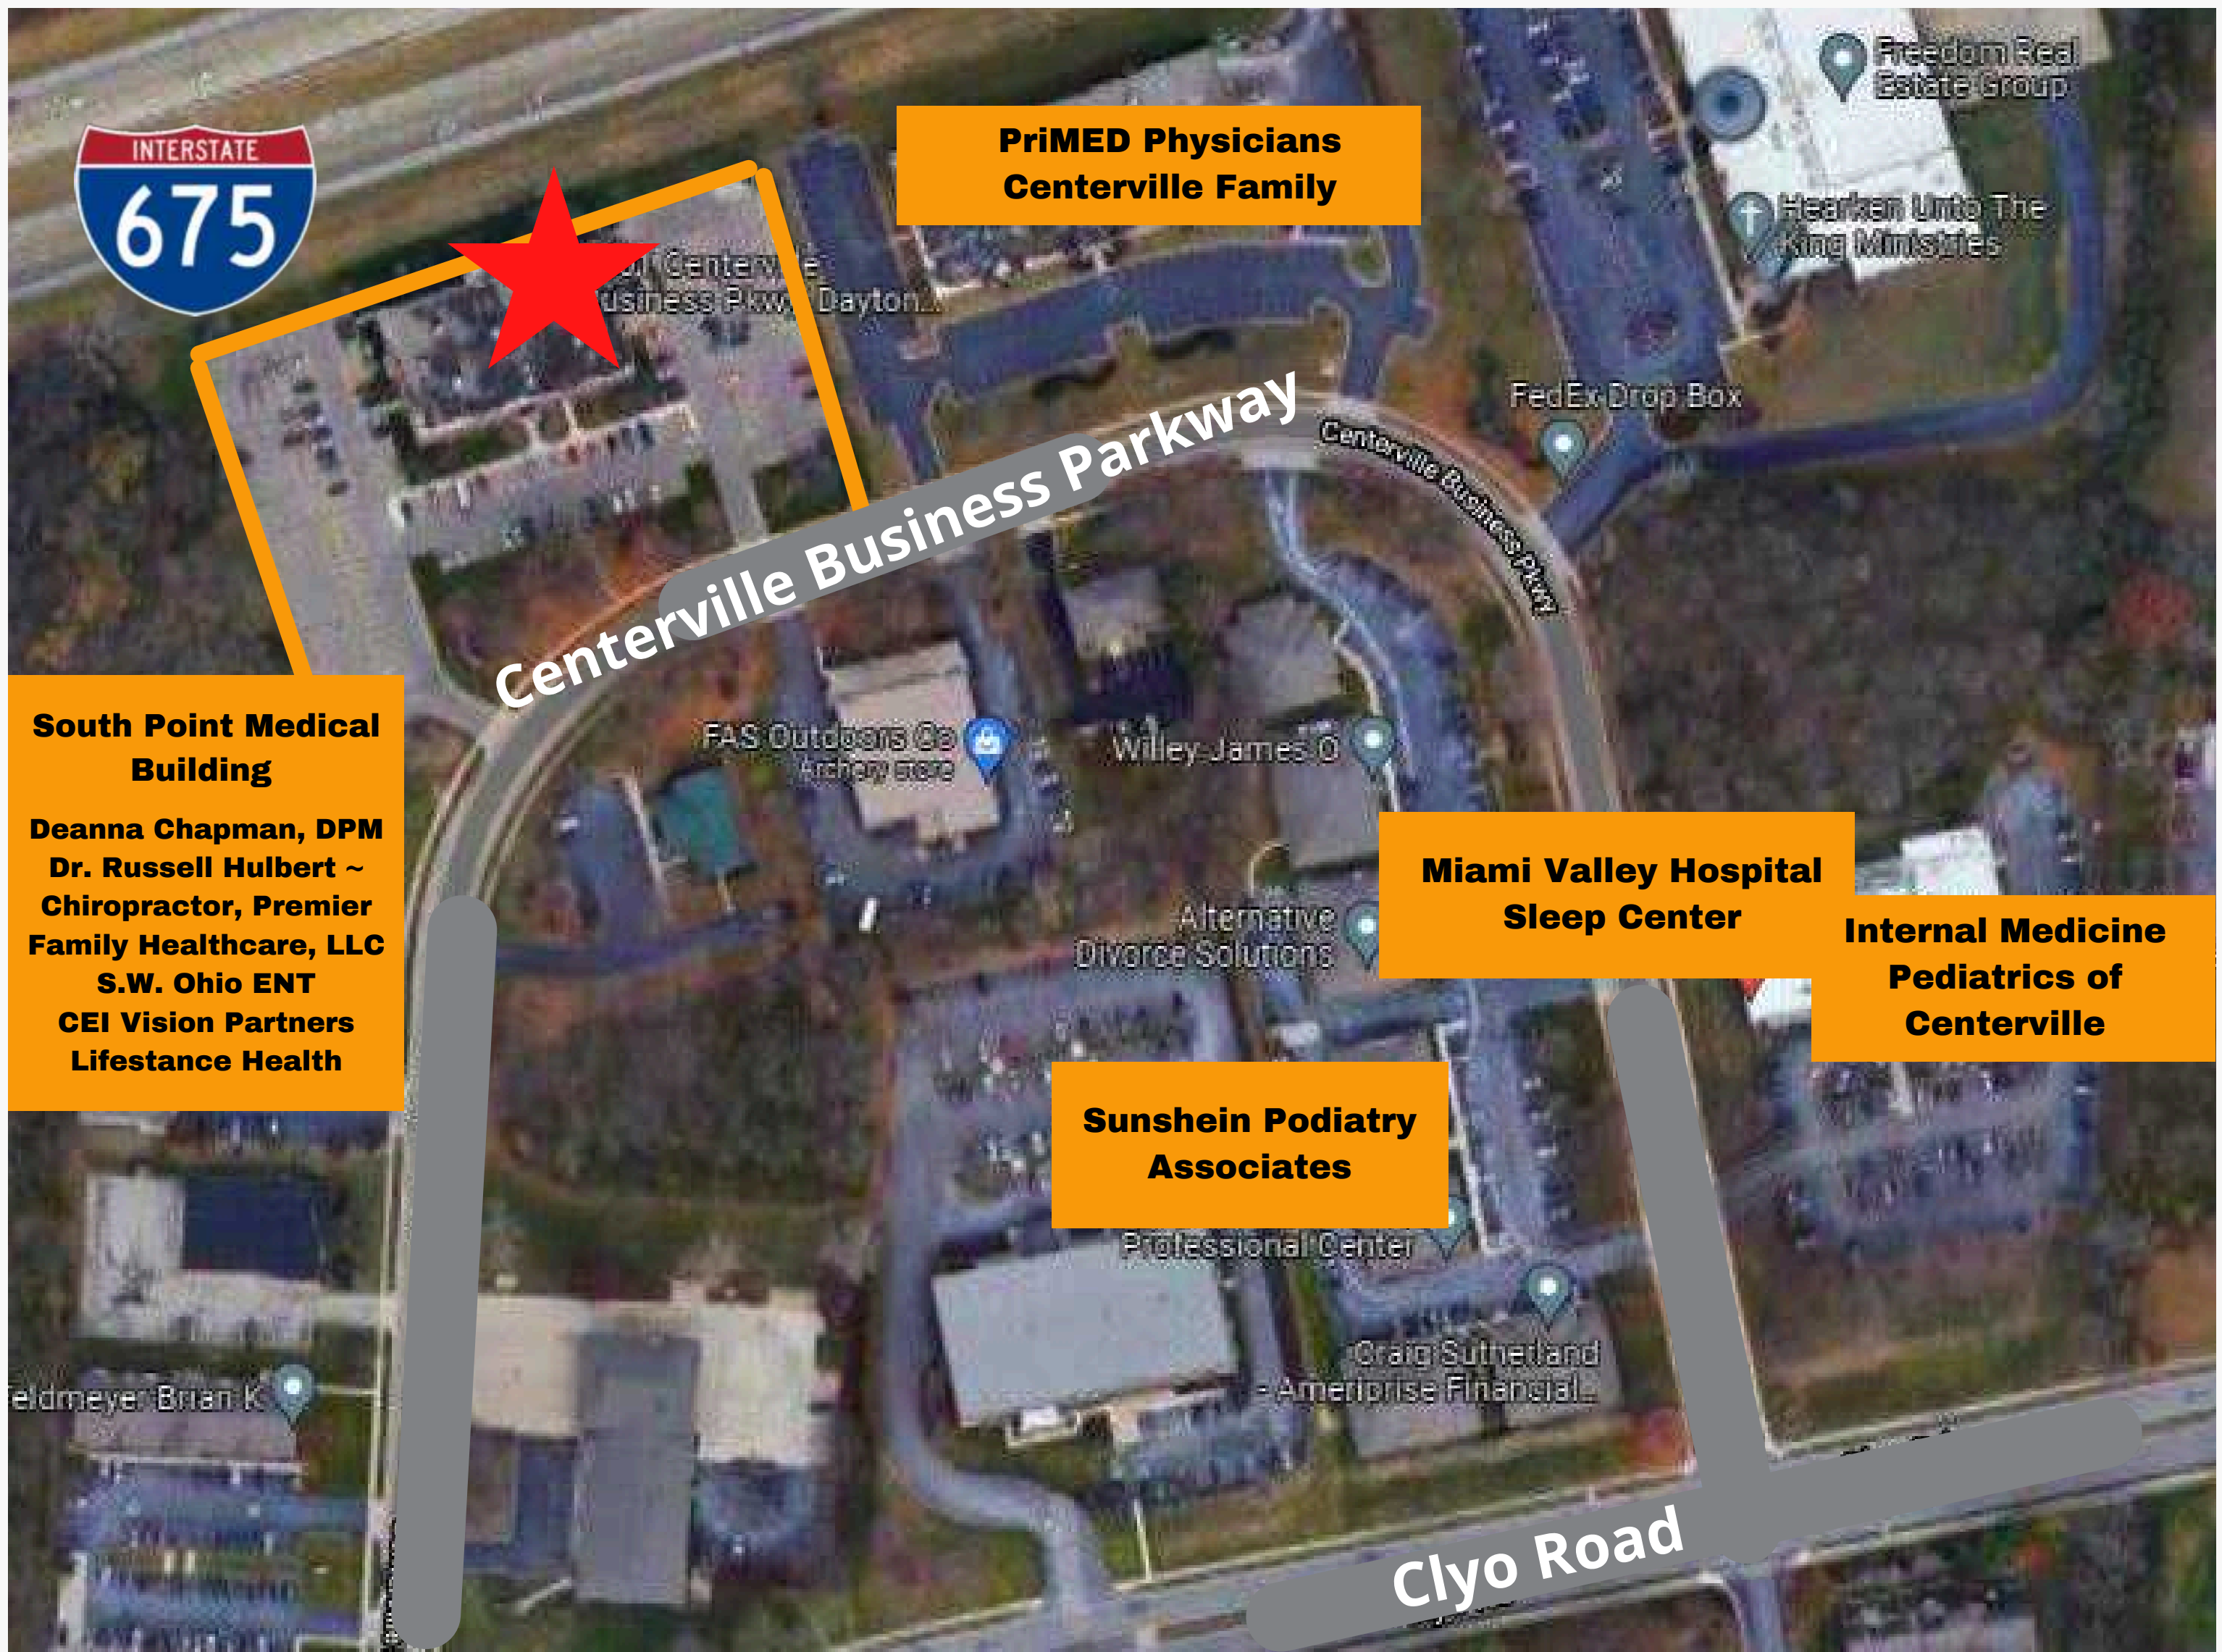 INTERSTATE
675
PriMED Physicians
Centerville Family
Freedom Real
Estate Group
Hearken Unto The
King Ministries
Centerville
Business Pkwy, Dayton...
FedEx Drop Box
Centerville Business Parkway
Centerville Business Pkwy
South Point Medical
Building
Deanna Chapman, DPM
Dr. Russell Hulbert ~
Chiropractor, Premier
Family Healthcare, LLC
S.W. Ohio ENT
CEI Vision Partners
Lifestance Health
FAS Outdoors Co
Archery store
Willey James O
Alternative
Divorce Solutions
Miami Valley Hospital
Sleep Center
Internal Medicine
Pediatrics of
Centerville
Sunshein Podiatry
Associates
Professional Center
Craig Sutherland
- Ameriprise Financial...
Feldmeyer Brian K
Clyo Road